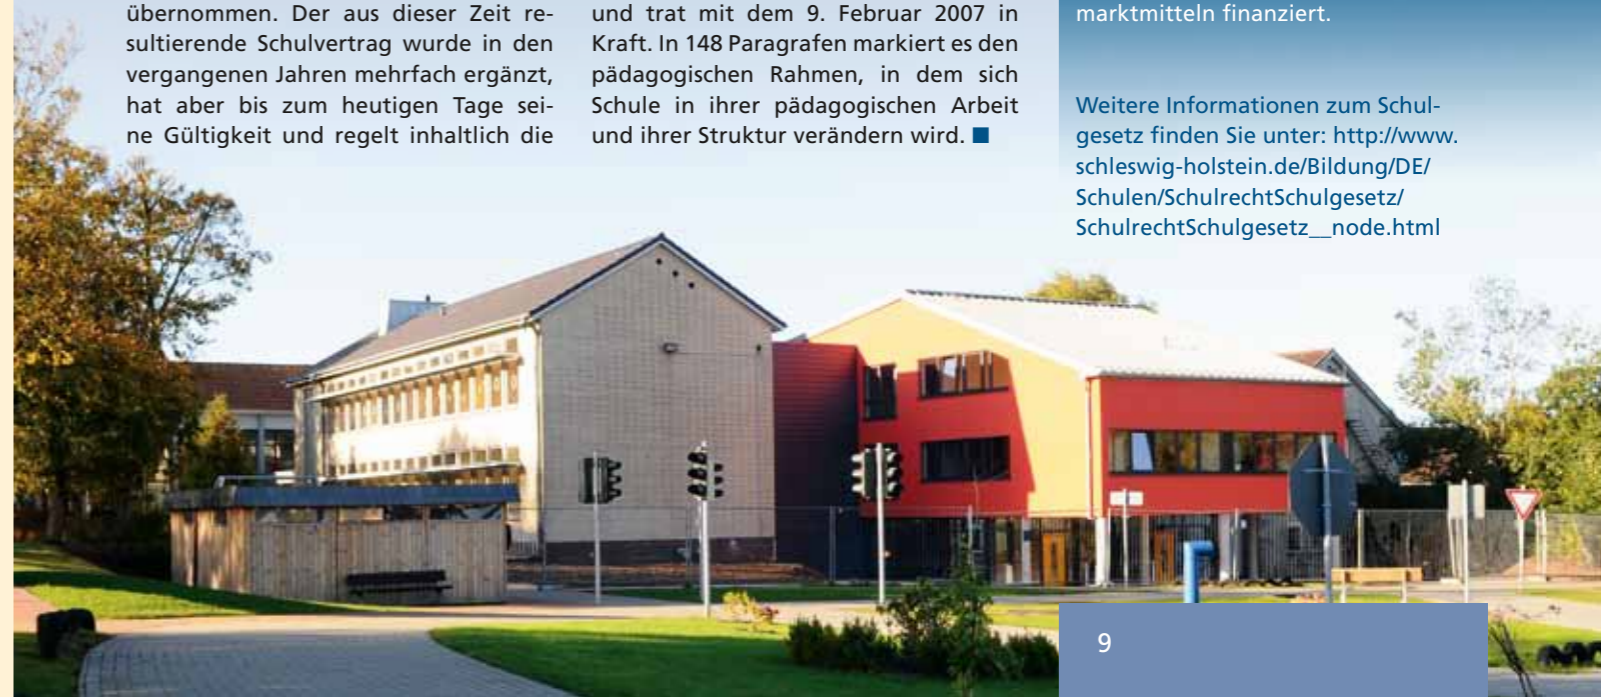 übernommen. Der aus dieser Zeit re-
sultierende Schulvertrag wurde in den
vergangenen Jahren mehrfach ergänzt,
hat aber bis zum heutigen Tage sei-
ne Gültigkeit und regelt inhaltlich die
und trat mit dem 9. Februar 2007 in
Kraft. In 148 Paragrafen markiert es den
pädagogischen Rahmen, in dem sich
Schule in ihrer pädagogischen Arbeit
und ihrer Struktur verändern wird. ■
marktmitteln finanziert.
Weitere Informationen zum Schul-
gesetz finden Sie unter: http://www.
schleswig-holstein.de/Bildung/DE/
Schulen/SchulrechtSchulgesetz/
SchulrechtSchulgesetz__node.html
9